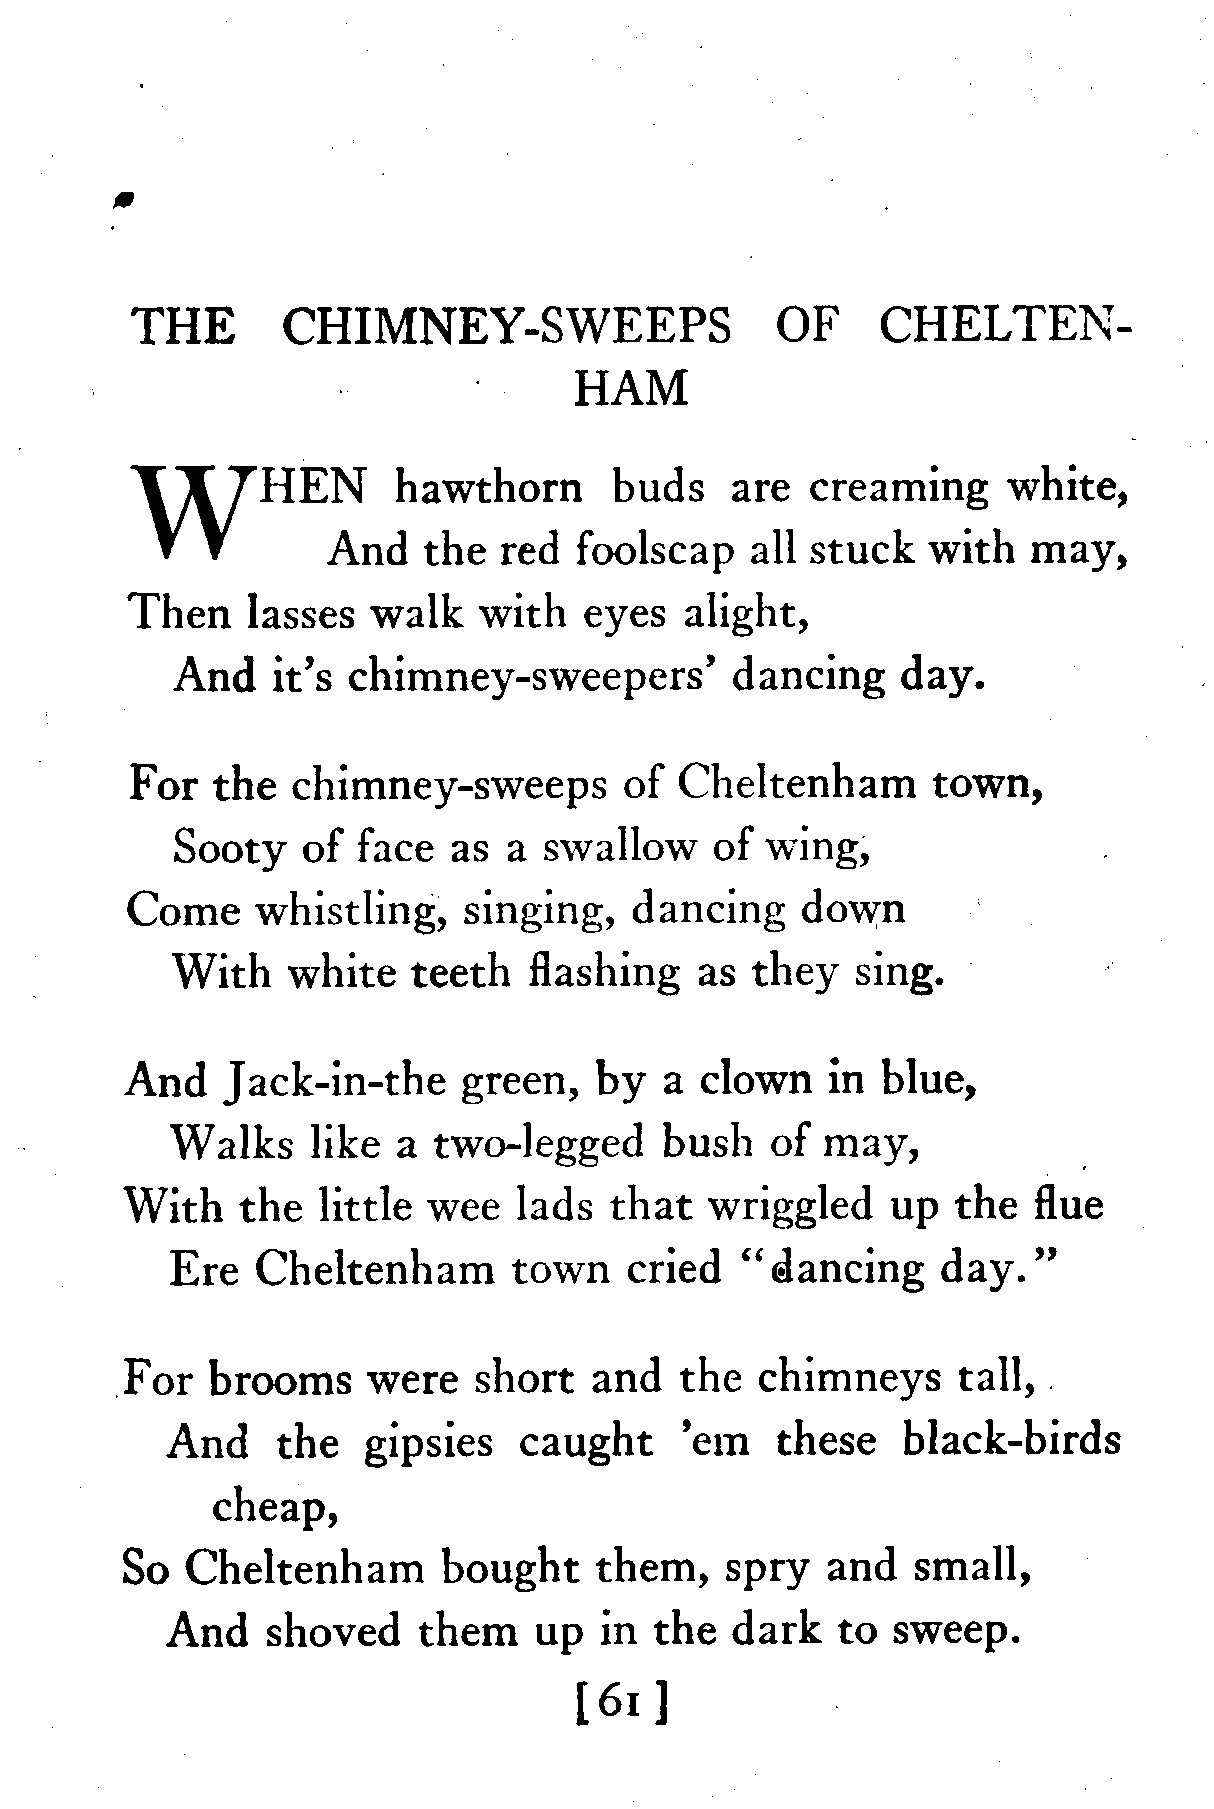 THE CHIMNEY-SWEEPS OF CHELTEN-
HAM
WHEN hawthorn buds are creaming white,
And the red foolscap all stuck with may,
Then lasses walk with eyes alight,
And it's chimney-sweepers' dancing day.
For the chimney-sweeps of Cheltenham town,
Sooty of face as a swallow of wing,
Come whistling, singing, dancing down
With white teeth flashing as they sing.
And Jack-in-the green, by a clown in blue,
Walks like a two-legged bush of may,
With the little wee lads that wriggled up the flue
Ere Cheltenham town cried "dancing day."
For brooms were short and the chimneys tall,
And the gipsies caught 'em these black-birds
cheap,
So Cheltenham bought them, spry and small,
And shoved them up in the dark to sweep.
[ 61 ]